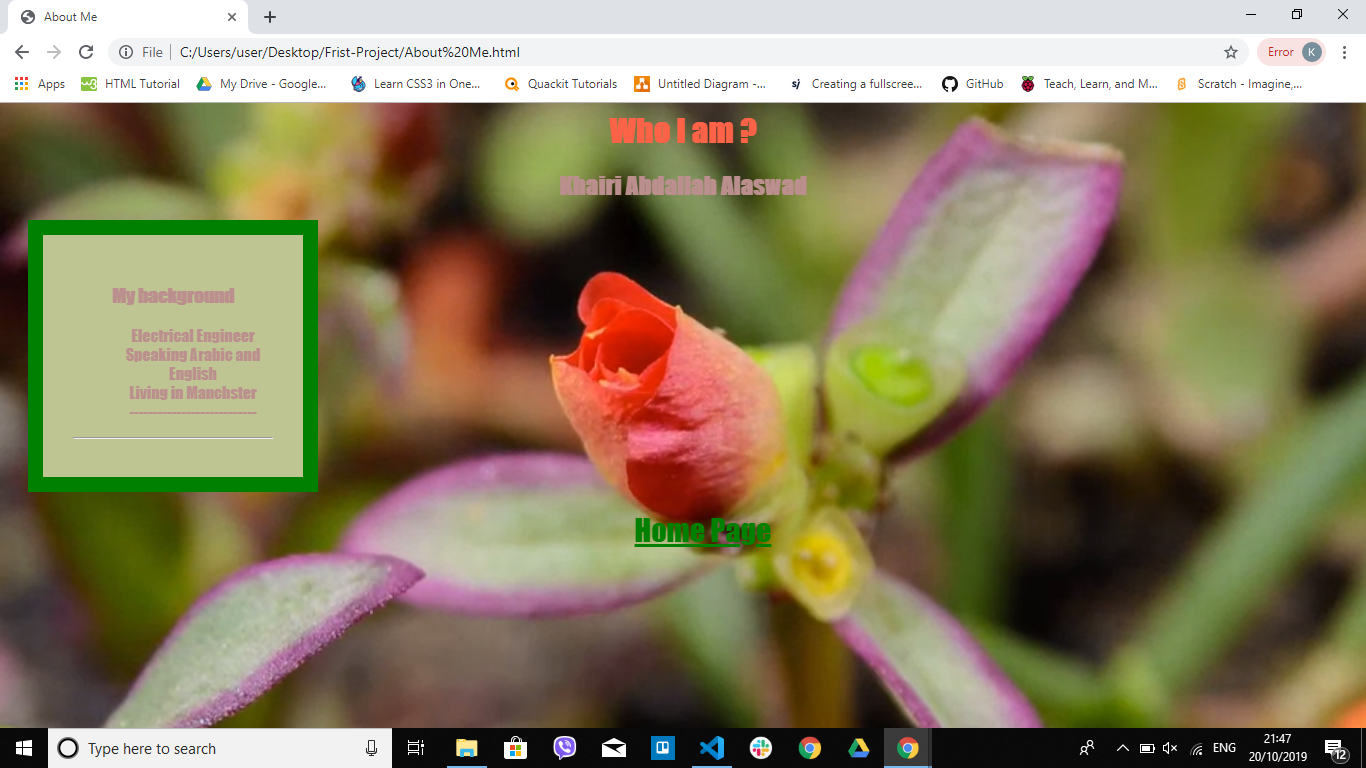 About Me
File
C:/Users/user/Desktop/Frist-Project/About%20Me.html
Error K
Apps
HTML Tutorial
My Drive - Google...
Learn CSS3 in One...
Quackit Tutorials
Untitled Diagram -...
Creating a fullscree...
GitHub
Teach, Learn, and M...
Scratch - Imagine,...
Who I am ?
Khairi Abdallah Alaswad
My background
Electrical Engineer
Speaking Arabic and
English
Living in Manchster
----------------------------
Home Page
Type here to search
ENG
21:47
20/10/2019
12